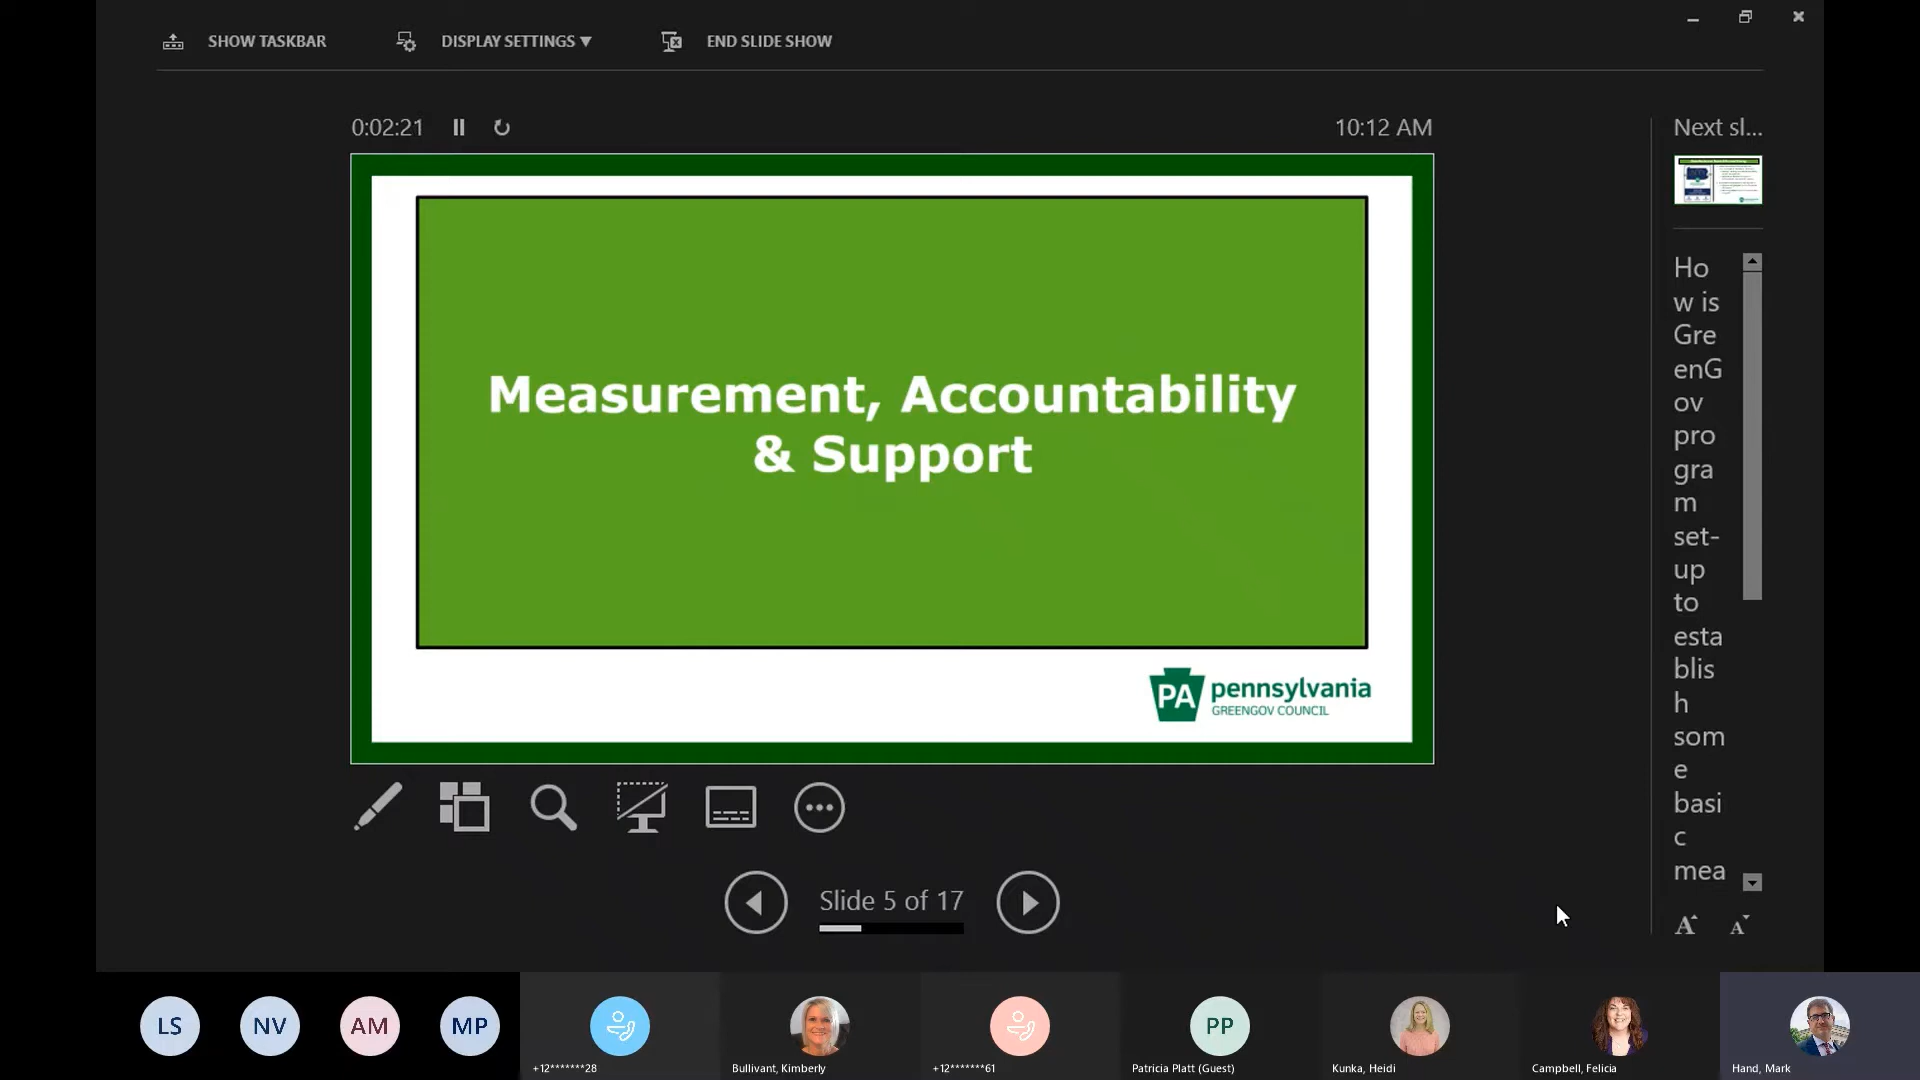 SHOW TASKBAR
DISPLAY SETTINGS ▼
END SLIDE SHOW
0:02:21
10:12 AM
Next sl...
Measurement, Accountability
& Support
PA pennsylvania
GREENGOV COUNCIL
Ho
w is
Gre
enG
ov
pro
gra
m
set-
up
to
esta
blis
h
som
e
basi
c
mea
Slide 5 of 17
A A
LS
NV
AM
MP
PP
+12*******28
Bullivant, Kimberly
+12*******61
Patricia Platt (Guest)
Kunka, Heidi
Campbell, Felicia
Hand, Mark